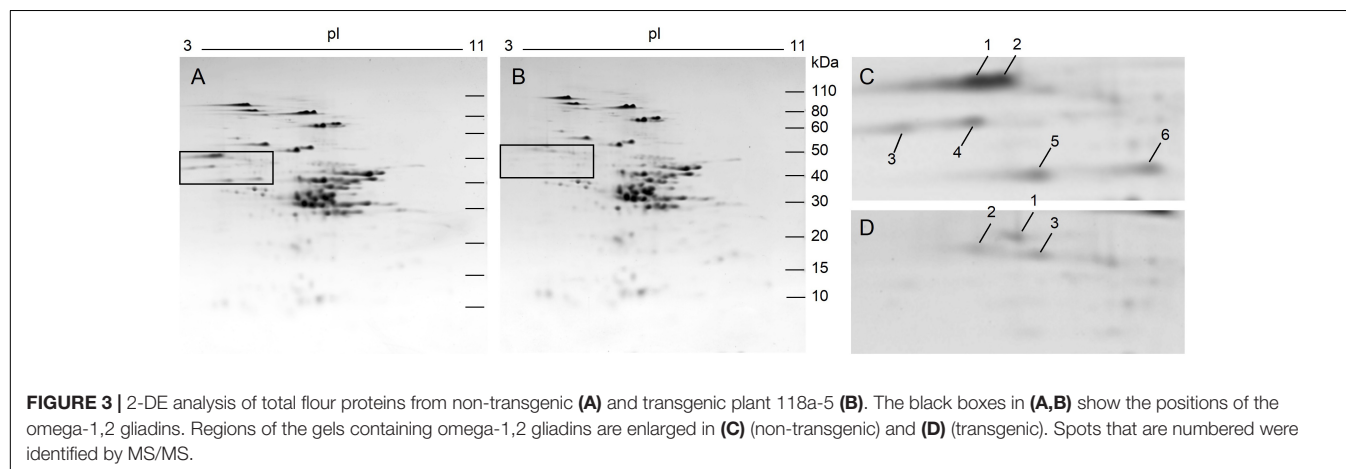 pI
pI
3 11
3 11
kDa
A
B
110
80
60
50
40
30
20
15
10
C
1 2
3
4
5
6
D
2
1
3
FIGURE 3 | 2-DE analysis of total flour proteins from non-transgenic (A) and transgenic plant 118a-5 (B). The black boxes in (A,B) show the positions of the
omega-1,2 gliadins. Regions of the gels containing omega-1,2 gliadins are enlarged in (C) (non-transgenic) and (D) (transgenic). Spots that are numbered were
identified by MS/MS.